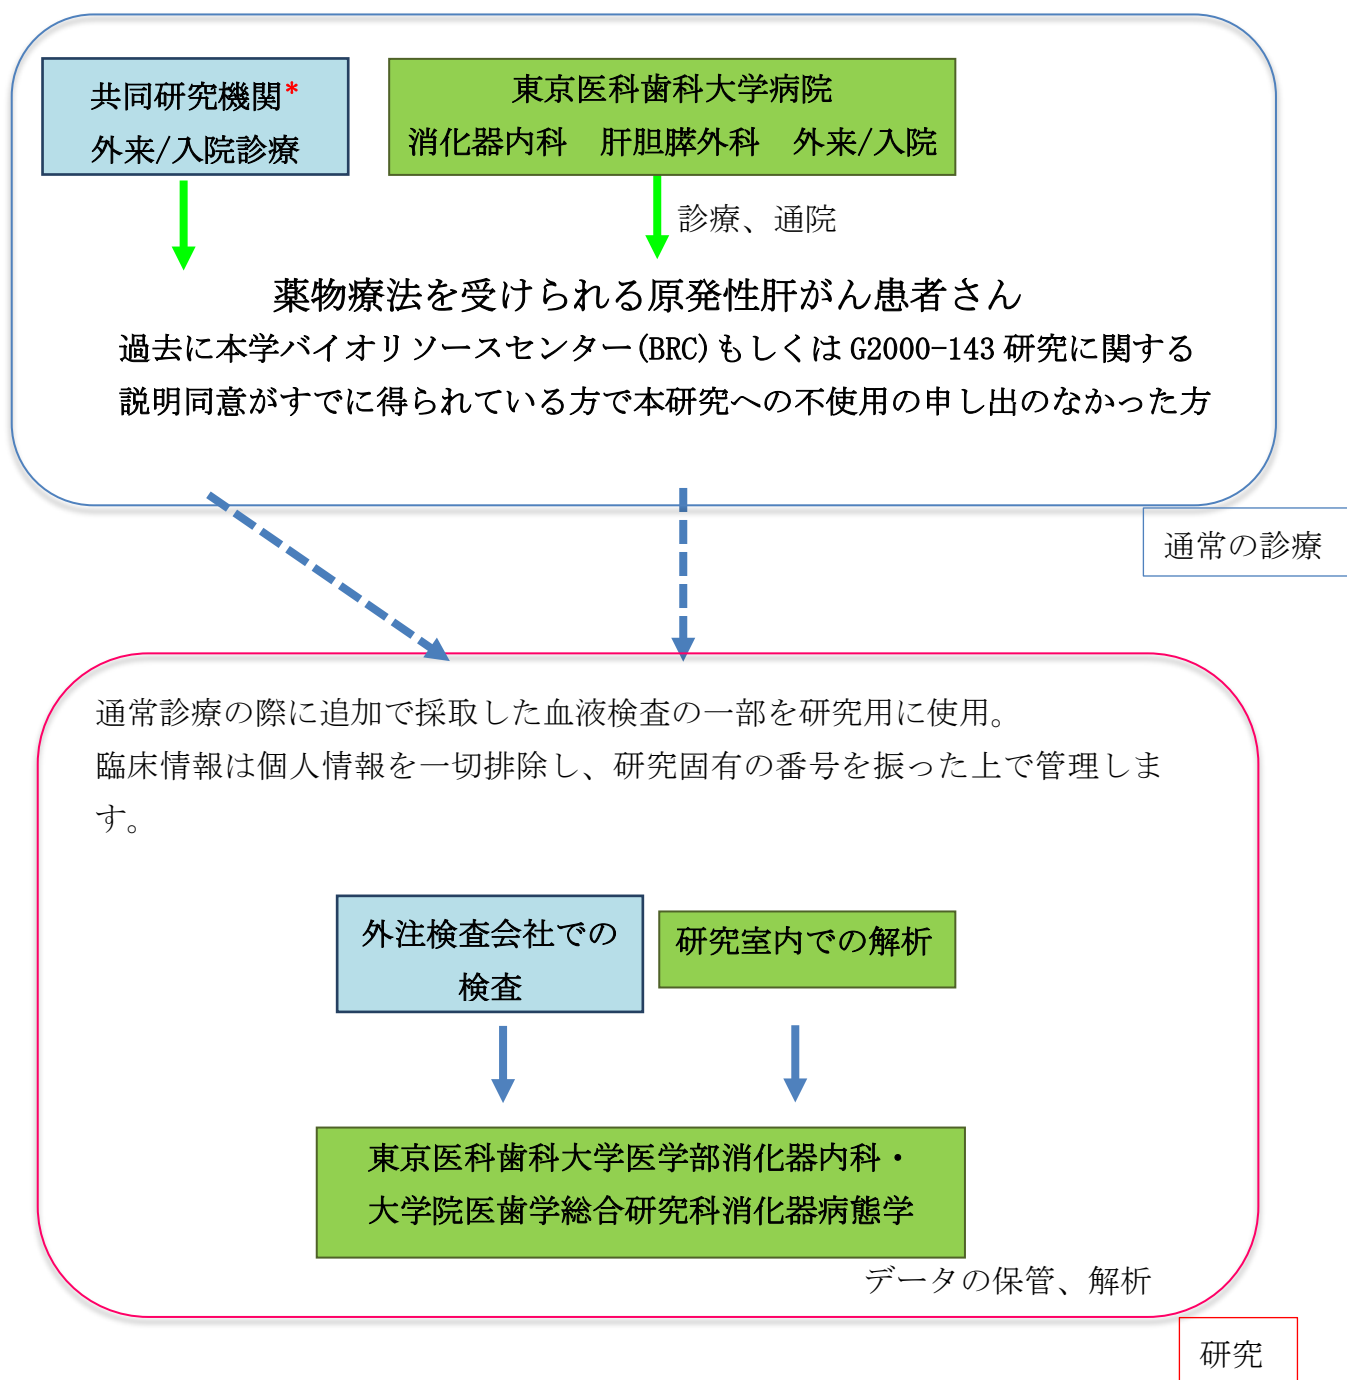 共同研究機関*
外来/入院診療
東京医科歯科大学病院
消化器内科　肝胆膵外科　外来/入院
診療、通院
薬物療法を受けられる原発性肝がん患者さん
過去に本学バイオリソースセンター(BRC)もしくは G2000-143 研究に関する
説明同意がすでに得られている方で本研究への不使用の申し出のなかった方
通常の診療
通常診療の際に追加で採取した血液検査の一部を研究用に使用。
臨床情報は個人情報を一切排除し、研究固有の番号を振った上で管理しま
す。
外注検査会社での
検査
研究室内での解析
東京医科歯科大学医学部消化器内科・
大学院医歯学総合研究科消化器病態学
データの保管、解析
研究